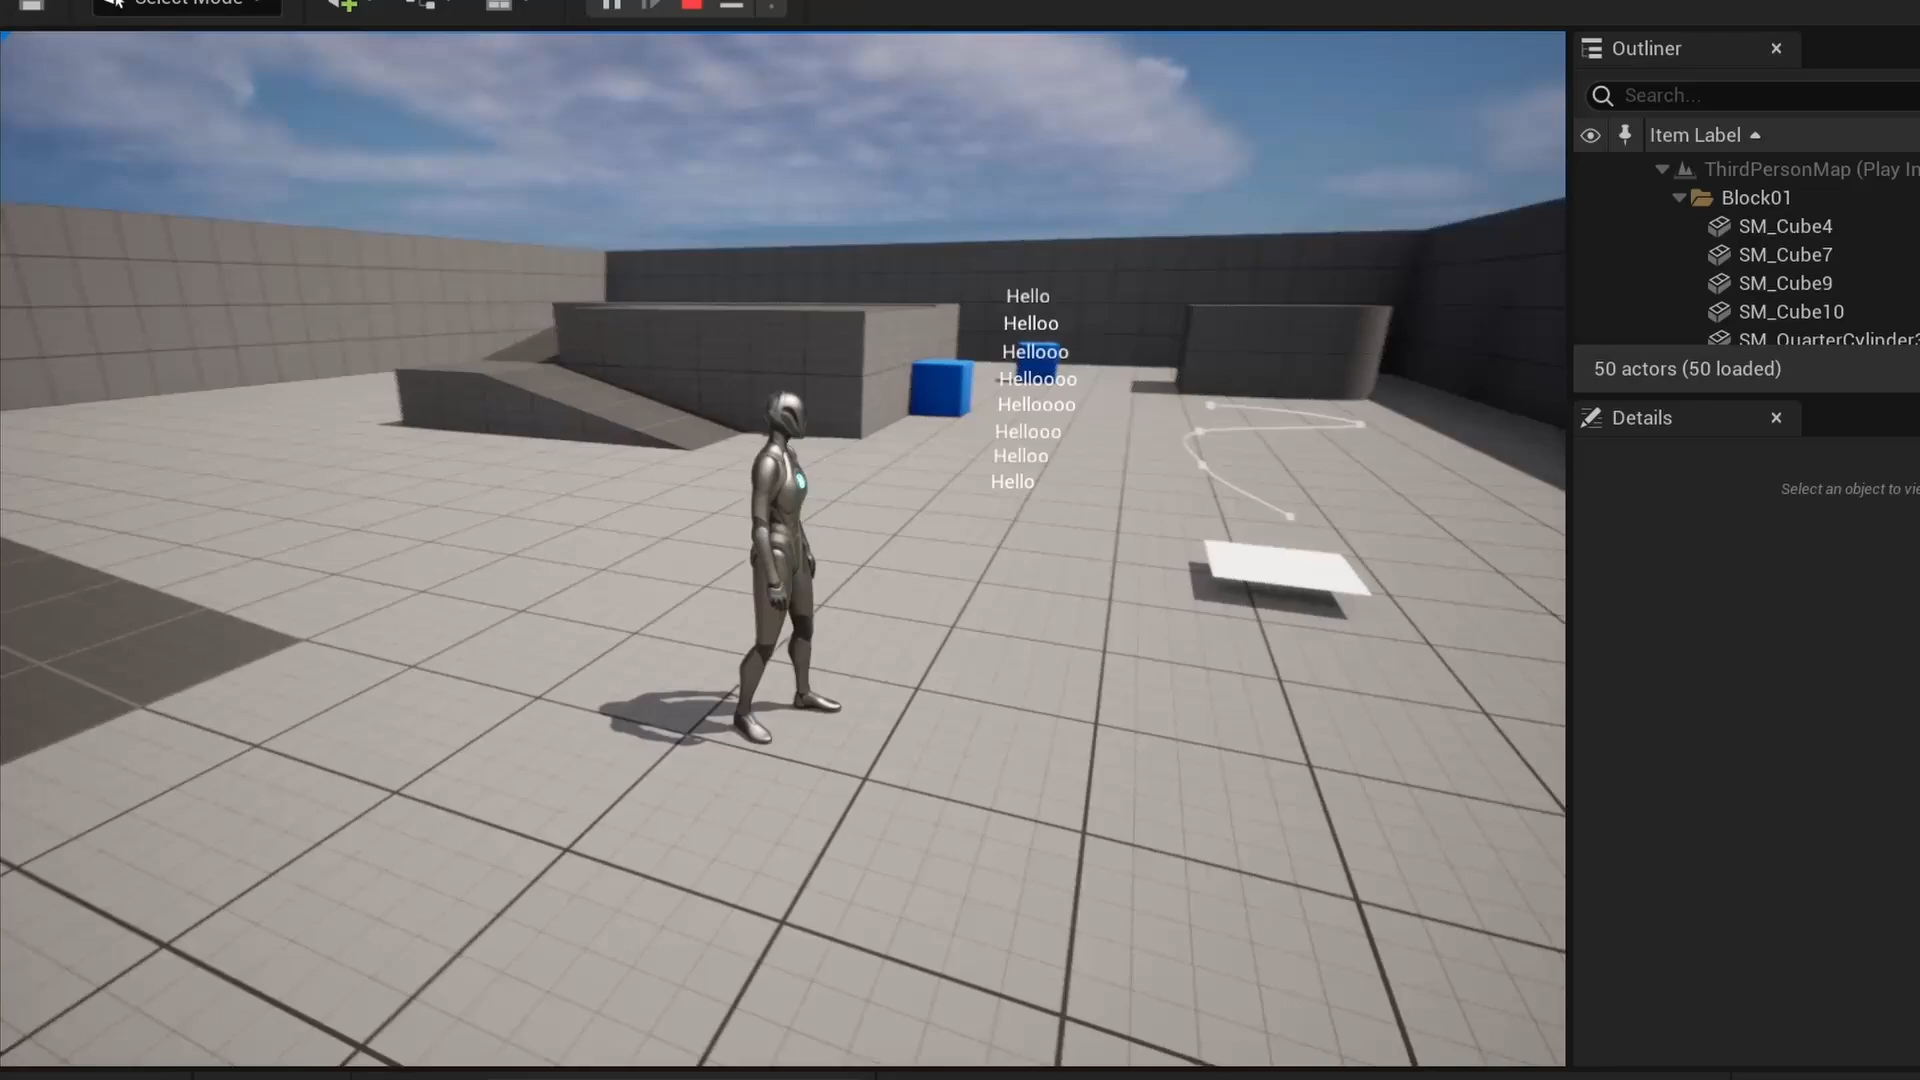 Select Mode
Outliner
Search...
Item Label
ThirdPersonMap (Play In
Block01
SM_Cube4
SM_Cube7
SM_Cube9
SM_Cube10
SM_QuarterCylinder3
50 actors (50 loaded)
Details
Select an object to vie
Hello
Helloo
Hellooo
Helloooo
Helloooo
Hellooo
Helloo
Hello